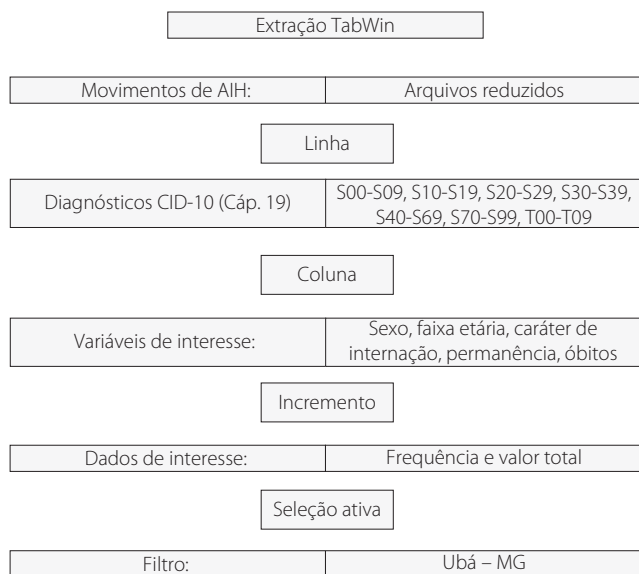 Extração TabWin
Movimentos de AIH:
Arquivos reduzidos
Linha
Diagnósticos CID-10 (Cáp. 19)
S00-S09, S10-S19, S20-S29, S30-S39,
S40-S69, S70-S99, T00-T09
Coluna
Variáveis de interesse:
Sexo, faixa etária, caráter de
internação, permanência, óbitos
Incremento
Dados de interesse:
Frequência e valor total
Seleção ativa
Filtro:
Ubá – MG